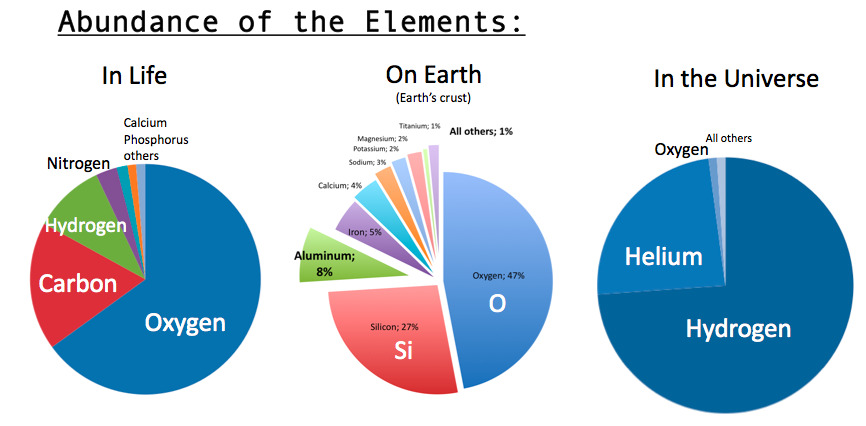 Abundance of the Elements:
In Life
Calcium
Phosphorus
others
Nitrogen
Hydrogen
Carbon
Oxygen
On Earth
(Earth's crust)
Titanium; 1%
All others; 1%
Magnesium; 2%
Potassium; 2%
Sodium; 3%
Calcium; 4%
Iron; 5%
Aluminum;
8%
Oxygen; 47%
O
Silicon; 27%
Si
In the Universe
All others
Oxygen
Helium
Hydrogen